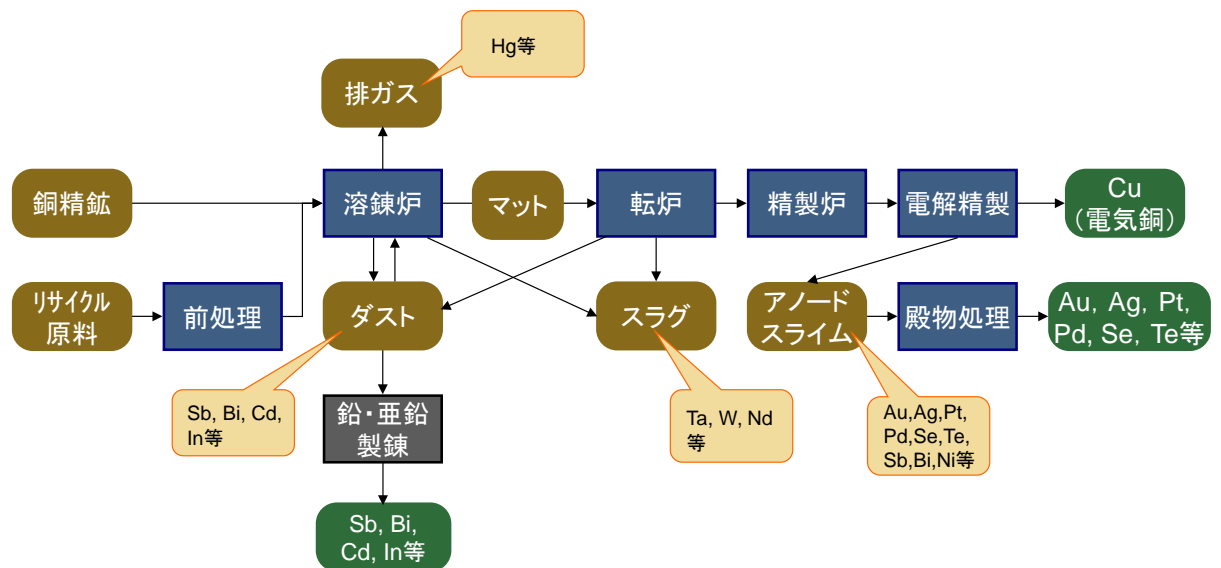 Hg等
排ガス
銅精鉱
溶錬炉
マット
転炉
精製炉
電解精製
Cu
（電気銅）
ﾘｻｲｸﾙ
原料
前処理
ダスト
スラグ
アノード
スライム
殿物処理
Au, Ag, Pt,
Pd, Se, Te等
Sb, Bi, Cd,
In等
鉛・亜鉛
製錬
Ta, W, Nd
等
Au,Ag,Pt,
Pd,Se,Te,
Sb,Bi,Ni等
Sb, Bi,
Cd, In等